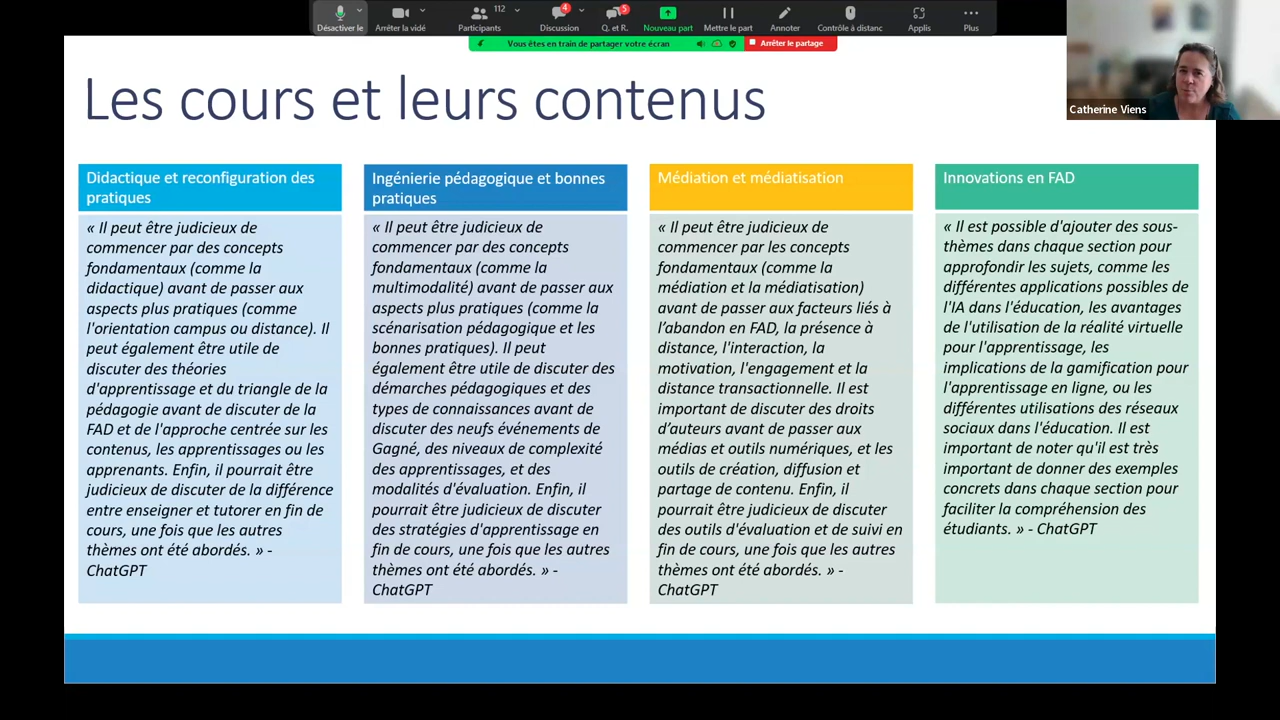 Désactiver le
Arrêter la vidé
112
Participants
4
Discussion
5
Q. et R.
Nouveau part
Mettre le part
Annoter
Contrôle à distanc
Applis
Plus
Vous êtes en train de partager votre écran
Arrêter le partage
Catherine Viens
Les cours et leurs contenus
Didactique et reconfiguration des
pratiques
« Il peut être judicieux de
commencer par des concepts
fondamentaux (comme la
didactique) avant de passer aux
aspects plus pratiques (comme
l'orientation campus ou distance). Il
peut également être utile de
discuter des théories
d'apprentissage et du triangle de la
pédagogie avant de discuter de la
FAD et de l'approche centrée sur les
contenus, les apprentissages ou les
apprenants. Enfin, il pourrait être
judicieux de discuter de la différence
entre enseigner et tutorer en fin de
cours, une fois que les autres
thèmes ont été abordés. » -
ChatGPT
Ingénierie pédagogique et bonnes
pratiques
« Il peut être judicieux de
commencer par des concepts
fondamentaux (comme la
multimodalité) avant de passer aux
aspects plus pratiques (comme la
scénarisation pédagogique et les
bonnes pratiques). Il peut
également être utile de discuter des
démarches pédagogiques et des
types de connaissances avant de
discuter des neufs événements de
Gagné, des niveaux de complexité
des apprentissages, et des
modalités d'évaluation. Enfin, il
pourrait être judicieux de discuter
des stratégies d'apprentissage en
fin de cours, une fois que les autres
thèmes ont été abordés. » -
ChatGPT
Médiation et médiatisation
« Il peut être judicieux de
commencer par les concepts
fondamentaux (comme la
médiation et la médiatisation)
avant de passer aux facteurs liés à
l’abandon en FAD, la présence à
distance, l'interaction, la
motivation, l'engagement et la
distance transactionnelle. Il est
important de discuter des droits
d’auteurs avant de passer aux
médias et outils numériques, et les
outils de création, diffusion et
partage de contenu. Enfin, il
pourrait être judicieux de discuter
des outils d'évaluation et de suivi en
fin de cours, une fois que les autres
thèmes ont été abordés. » -
ChatGPT
Innovations en FAD
« Il est possible d'ajouter des sous-
thèmes dans chaque section pour
approfondir les sujets, comme les
différentes applications possibles de
l'IA dans l'éducation, les avantages
de l'utilisation de la réalité virtuelle
pour l'apprentissage, les
implications de la gamification pour
l'apprentissage en ligne, ou les
différentes utilisations des réseaux
sociaux dans l'éducation. Il est
important de noter qu'il est très
important de donner des exemples
concrets dans chaque section pour
faciliter la compréhension des
étudiants. » - ChatGPT